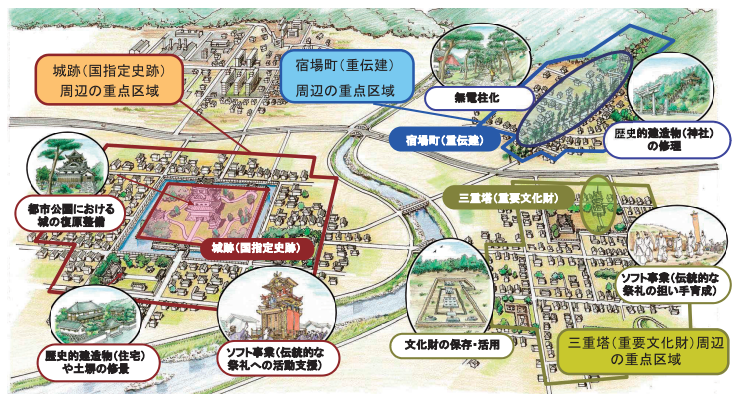 城跡（国指定史跡）
周辺の重点区域
宿場町（重伝建）
周辺の重点区域
無電柱化
宿場町（重伝建）
歴史的建造物（神社）
の修理
都市公園における
城の復原整備
城跡（国指定史跡）
三重塔（重要文化財）
ソフト事業（伝統的な
祭礼の担い手育成）
歴史的建造物（住宅）
や土塀の修景
ソフト事業（伝統的な
祭礼への活動支援）
文化財の保存・活用
三重塔（重要文化財）周辺
の重点区域